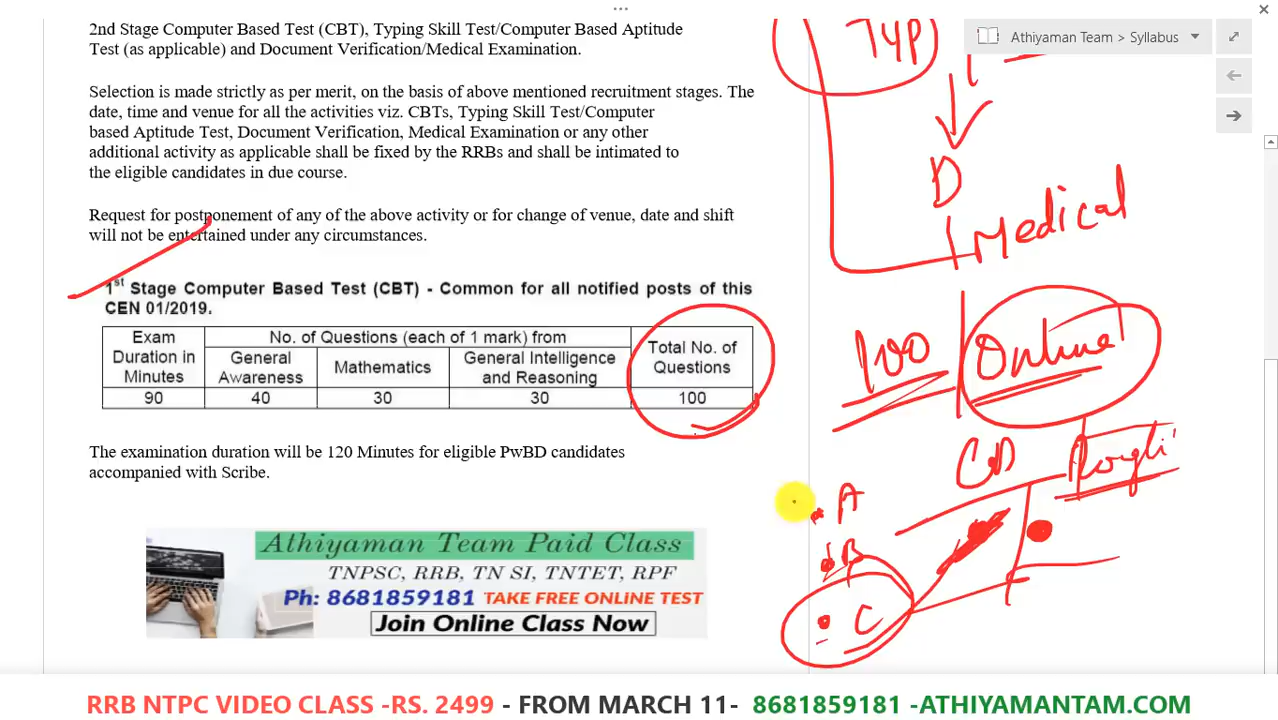 2nd Stage Computer Based Test (CBT), Typing Skill Test/Computer Based Aptitude
Test (as applicable) and Document Verification/Medical Examination.
Selection is made strictly as per merit, on the basis of above mentioned recruitment stages. The
date, time and venue for all the activities viz. CBTs, Typing Skill Test/Computer
based Aptitude Test, Document Verification, Medical Examination or any other
additional activity as applicable shall be fixed by the RRBs and shall be intimated to
the eligible candidates in due course.
Request for postponement of any of the above activity or for change of venue, date and shift
will not be entertained under any circumstances.
1st Stage Computer Based Test (CBT) - Common for all notified posts of this
CEN 01/2019.
Exam Duration in Minutes
No. of Questions (each of 1 mark) from
General Awareness
Mathematics
General Intelligence and Reasoning
Total No. of Questions
90 40 30 30 100
The examination duration will be 120 Minutes for eligible PwBD candidates
accompanied with Scribe.
Athiyaman Team Paid Class
TNPSC, RRB, TN SI, TNTET, RPF
Ph: 8681859181 TAKE FREE ONLINE TEST
Join Online Class Now
Athiyaman Team > Syllabus
Typ
D
Medical
100
Online
A
B
C
RRB NTPC VIDEO CLASS -RS. 2499 - FROM MARCH 11- 8681859181 -ATHIYAMANTAM.COM